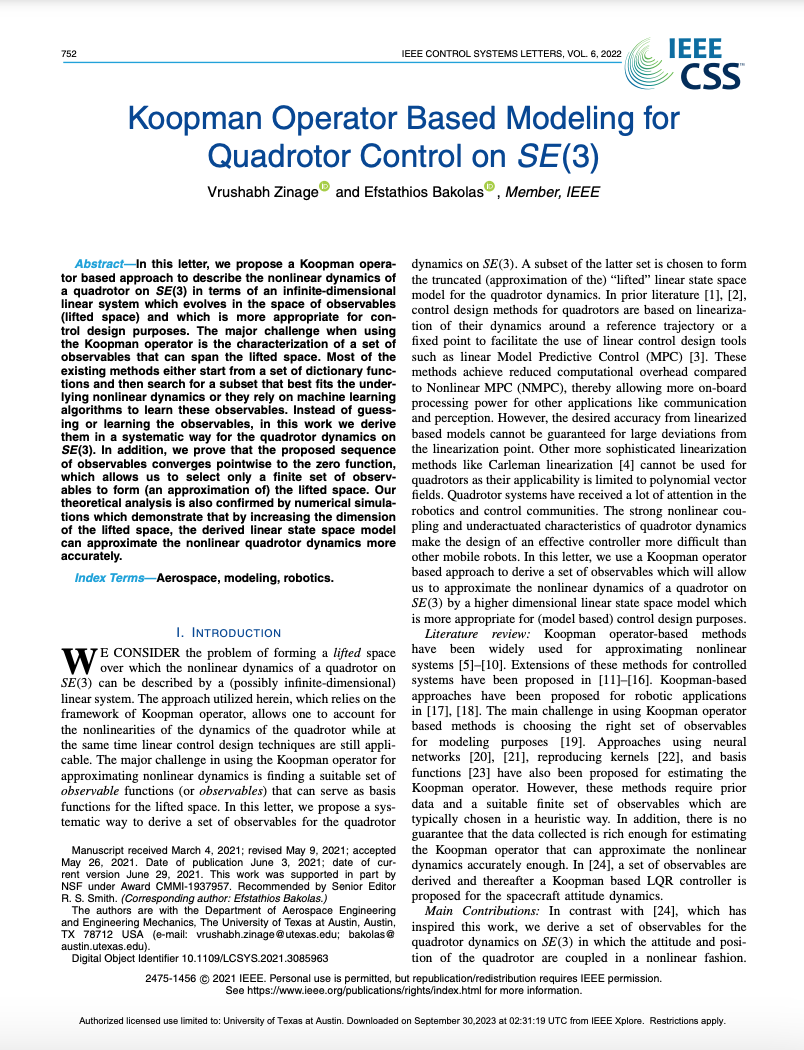 752
IEEE CONTROL SYSTEMS LETTERS, VOL. 6, 2022
IEEE
CSS™
Koopman Operator Based Modeling for
Quadrotor Control on SE(3)
Vrushabh Zinage and Efstathios Bakolas, Member, IEEE
Abstract—In this letter, we propose a Koopman opera-
tor based approach to describe the nonlinear dynamics of
a quadrotor on SE(3) in terms of an infinite-dimensional
linear system which evolves in the space of observables
(lifted space) and which is more appropriate for con-
trol design purposes. The major challenge when using
the Koopman operator is the characterization of a set of
observables that can span the lifted space. Most of the
existing methods either start from a set of dictionary func-
tions and then search for a subset that best fits the under-
lying nonlinear dynamics or they rely on machine learning
algorithms to learn these observables. Instead of guess-
ing or learning the observables, in this work we derive
them in a systematic way for the quadrotor dynamics on
SE(3). In addition, we prove that the proposed sequence
of observables converges pointwise to the zero function,
which allows us to select only a finite set of observ-
ables to form (an approximation of) the lifted space. Our
theoretical analysis is also confirmed by numerical simula-
tions which demonstrate that by increasing the dimension
of the lifted space, the derived linear state space model
can approximate the nonlinear quadrotor dynamics more
accurately.
Index Terms—Aerospace, modeling, robotics.
I. INTRODUCTION
WE CONSIDER the problem of forming a lifted space
over which the nonlinear dynamics of a quadrotor on
SE(3) can be described by a (possibly infinite-dimensional)
linear system. The approach utilized herein, which relies on the
framework of Koopman operator, allows one to account for
the nonlinearities of the dynamics of the quadrotor while at
the same time linear control design techniques are still appli-
cable. The major challenge in using the Koopman operator for
approximating nonlinear dynamics is finding a suitable set of
observable functions (or observables) that can serve as basis
functions for the lifted space. In this letter, we propose a sys-
tematic way to derive a set of observables for the quadrotor
Manuscript received March 4, 2021; revised May 9, 2021; accepted
May 26, 2021. Date of publication June 3, 2021; date of cur-
rent version June 29, 2021. This work was supported in part by
NSF under Award CMMI-1937957. Recommended by Senior Editor
R. S. Smith. (Corresponding author: Efstathios Bakolas.)
The authors are with the Department of Aerospace Engineering
and Engineering Mechanics, The University of Texas at Austin, Austin,
TX 78712 USA (e-mail: vrushabh.zinage@utexas.edu; bakolas@
austin.utexas.edu).
Digital Object Identifier 10.1109/LCSYS.2021.3085963
dynamics on SE(3). A subset of the latter set is chosen to form
the truncated (approximation of the) “lifted” linear state space
model for the quadrotor dynamics. In prior literature [1], [2],
control design methods for quadrotors are based on lineariza-
tion of their dynamics around a reference trajectory or a
fixed point to facilitate the use of linear control design tools
such as linear Model Predictive Control (MPC) [3]. These
methods achieve reduced computational overhead compared
to Nonlinear MPC (NMPC), thereby allowing more on-board
processing power for other applications like communication
and perception. However, the desired accuracy from linearized
based models cannot be guaranteed for large deviations from
the linearization point. Other more sophisticated linearization
methods like Carleman linearization [4] cannot be used for
quadrotors as their applicability is limited to polynomial vector
fields. Quadrotor systems have received a lot of attention in the
robotics and control communities. The strong nonlinear cou-
pling and underactuated characteristics of quadrotor dynamics
make the design of an effective controller more difficult than
other mobile robots. In this letter, we use a Koopman operator
based approach to derive a set of observables which will allow
us to approximate the nonlinear dynamics of a quadrotor on
SE(3) by a higher dimensional linear state space model which
is more appropriate for (model based) control design purposes.
Literature review: Koopman operator-based methods
have been widely used for approximating nonlinear
systems [5]–[10]. Extensions of these methods for controlled
systems have been proposed in [11]–[16]. Koopman-based
approaches have been proposed for robotic applications
in [17], [18]. The main challenge in using Koopman operator
based methods is choosing the right set of observables
for modeling purposes [19]. Approaches using neural
networks [20], [21], reproducing kernels [22], and basis
functions [23] have also been proposed for estimating the
Koopman operator. However, these methods require prior
data and a suitable finite set of observables which are
typically chosen in a heuristic way. In addition, there is no
guarantee that the data collected is rich enough for estimating
the Koopman operator that can approximate the nonlinear
dynamics accurately enough. In [24], a set of observables are
derived and thereafter a Koopman based LQR controller is
proposed for the spacecraft attitude dynamics.
Main Contributions: In contrast with [24], which has
inspired this work, we derive a set of observables for the
quadrotor dynamics on SE(3) in which the attitude and posi-
tion of the quadrotor are coupled in a nonlinear fashion.
2475-1456 © 2021 IEEE. Personal use is permitted, but republication/redistribution requires IEEE permission.
See https://www.ieee.org/publications/rights/index.html for more information.
Authorized licensed use limited to: University of Texas at Austin. Downloaded on September 30,2023 at 02:31:19 UTC from IEEE Xplore. Restrictions apply.